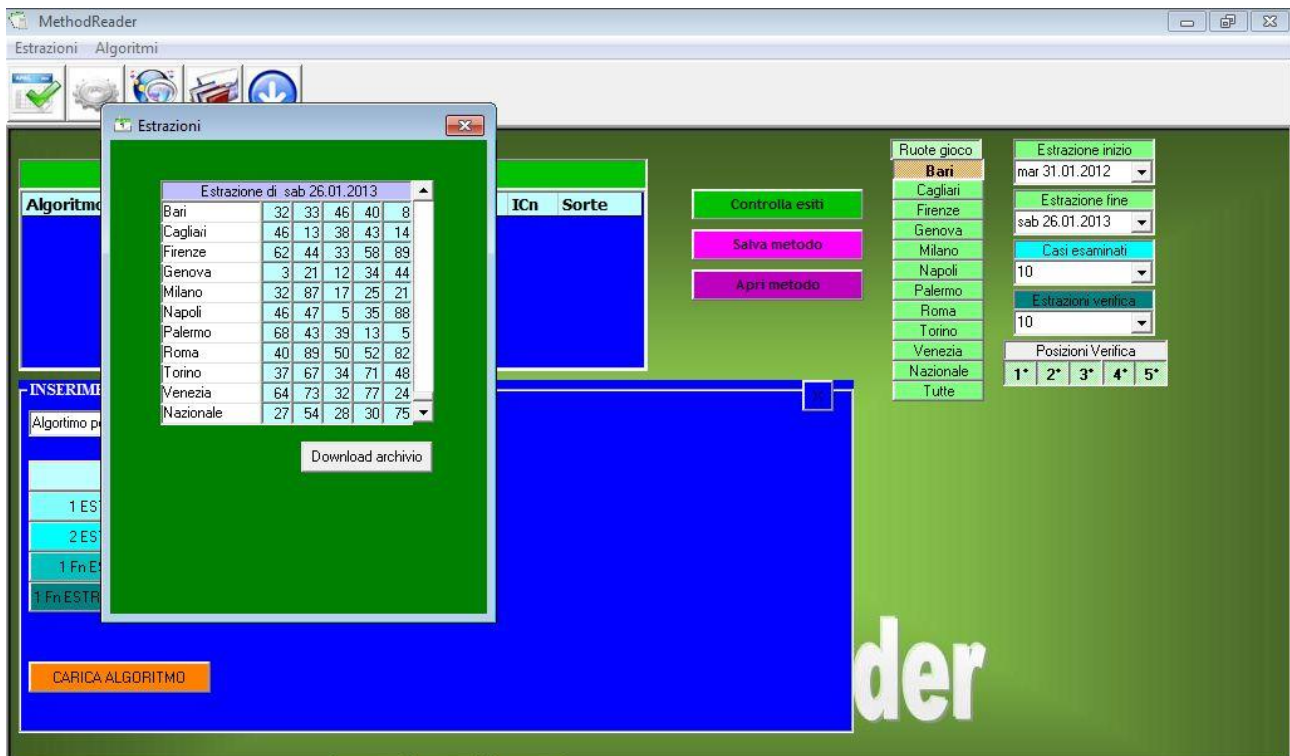 MethodReader
Estrazioni Algoritmi
Estrazioni
Estrazione di sab 26.01.2013
Bari 32 33 46 40 8
Cagliari 46 13 38 43 14
Firenze 62 44 33 58 89
Genova 3 21 12 34 44
Milano 32 87 17 25 21
Napoli 46 47 5 35 88
Palermo 68 43 39 13 5
Roma 40 89 50 52 82
Torino 37 67 34 71 48
Venezia 64 73 32 77 24
Nazionale 27 54 28 30 75
Download archivio
Algoritmo
ICn Sorte
Controlla esiti
Salva metodo
Apri metodo
Ruote gioco
Bari
Cagliari
Firenze
Genova
Milano
Napoli
Palermo
Roma
Torino
Venezia
Nazionale
Tutte
Estrazione inizio
mar 31.01.2012
Estrazione fine
sab 26.01.2013
Casi esaminati
10
Estrazioni verifica
10
Posizioni Verifica
1° 2° 3° 4° 5°
INSERIME
Algortimo p
1 EST
2 EST
1 Fn ES
1 Fn ESTR
CARICA ALGORITMO
der